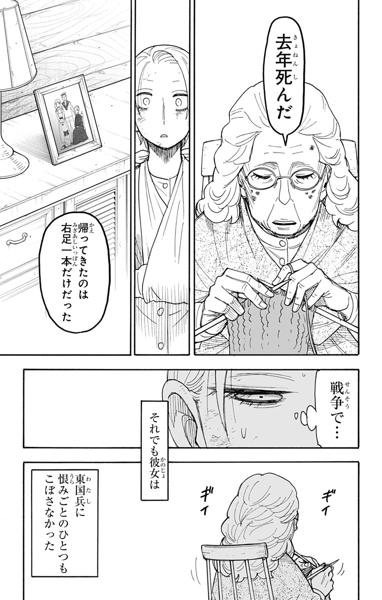 去年死んだ
帰ってきたのは
右足一本だけだった
戦争で…
それでも彼女は
ギィ
ギィ
東国兵に
恨みごとのひとつも
こぼさなかった